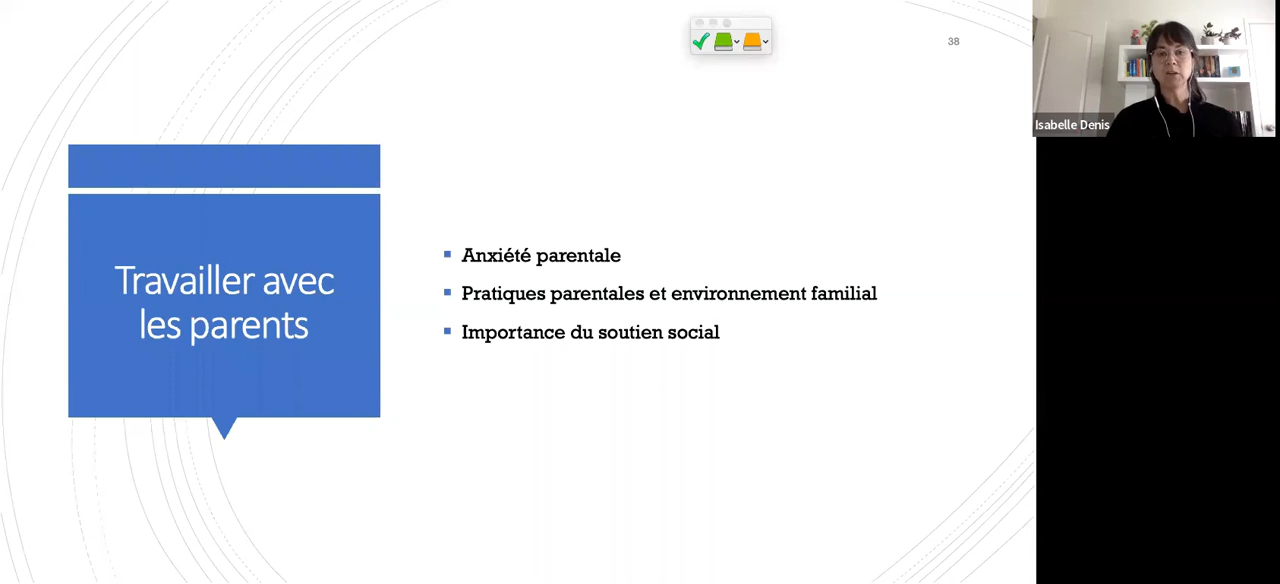 38
Isabelle Denis
Travailler avec
les parents
Anxiété parentale
Pratiques parentales et environnement familial
Importance du soutien social